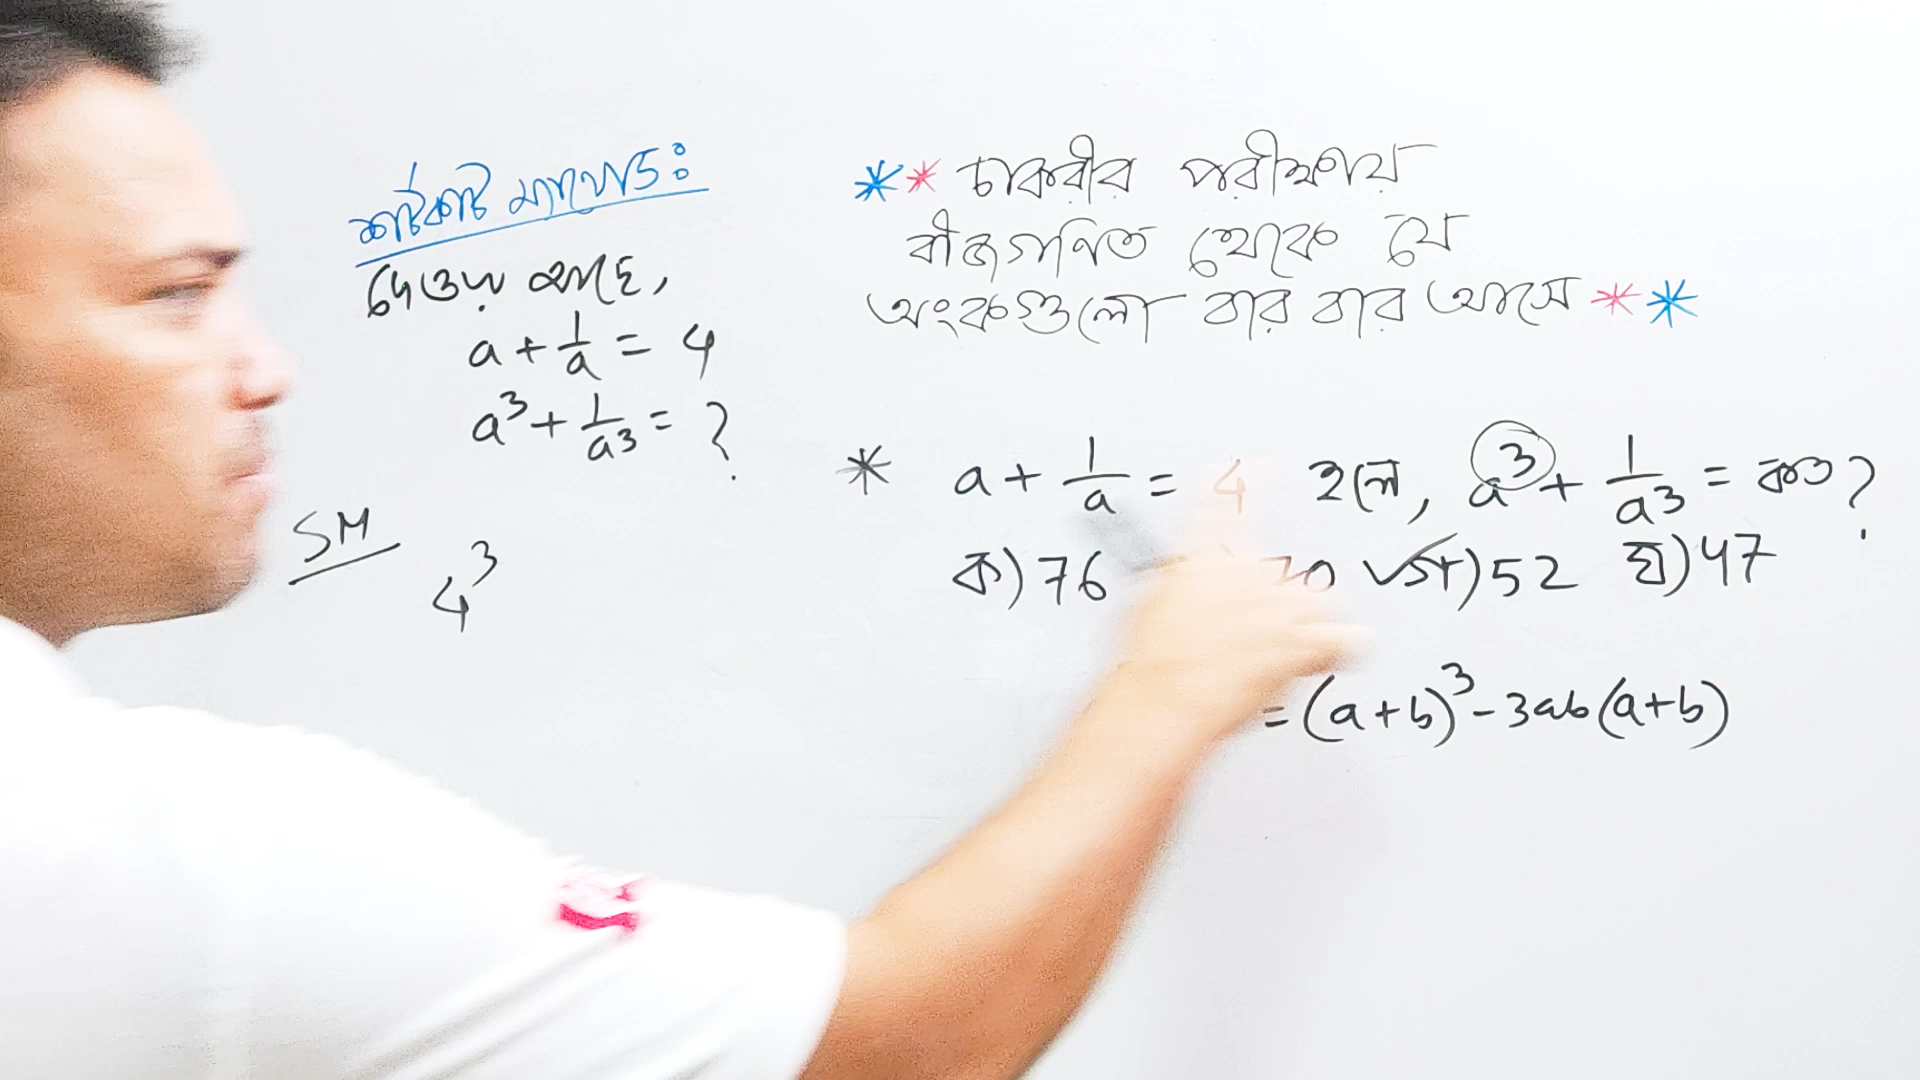 শর্টকাট ম্যাথোড :
দেওয়া আছে,
a + 1/a = 4
a³ + 1/a³ = ?
SM
4³
** চাকরীর পরীক্ষায়
বীজগণিত থেকে যে
অংকগুলো বার বার আসে **
* a + 1/a = 4 হলে, a³ + 1/a³ = কত ?
ক) 76 70 ✓গ) 52 ঘ) 47
= (a+b)³ - 3ab(a+b)